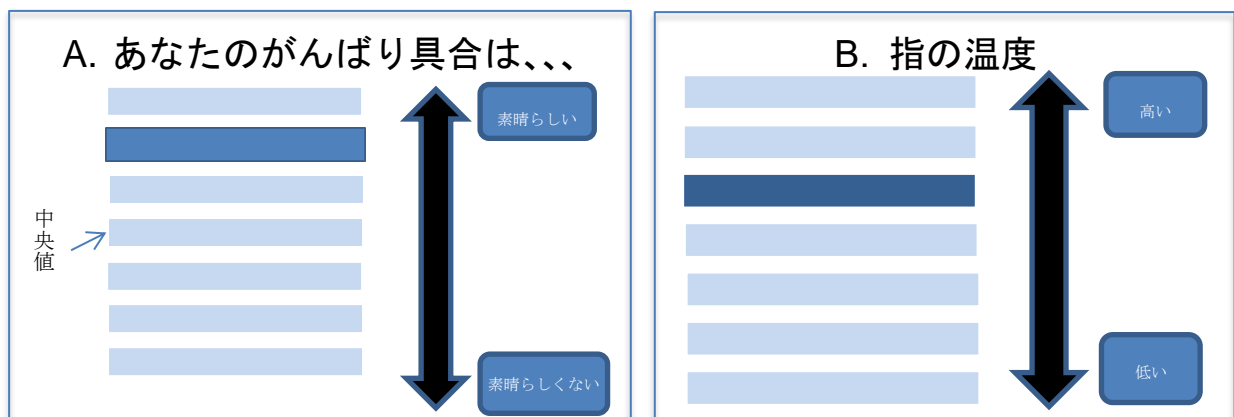 A. あなたのがんばり具合は、、、
素晴らしい
中央値
素晴らしくない
B. 指の温度
高い
低い